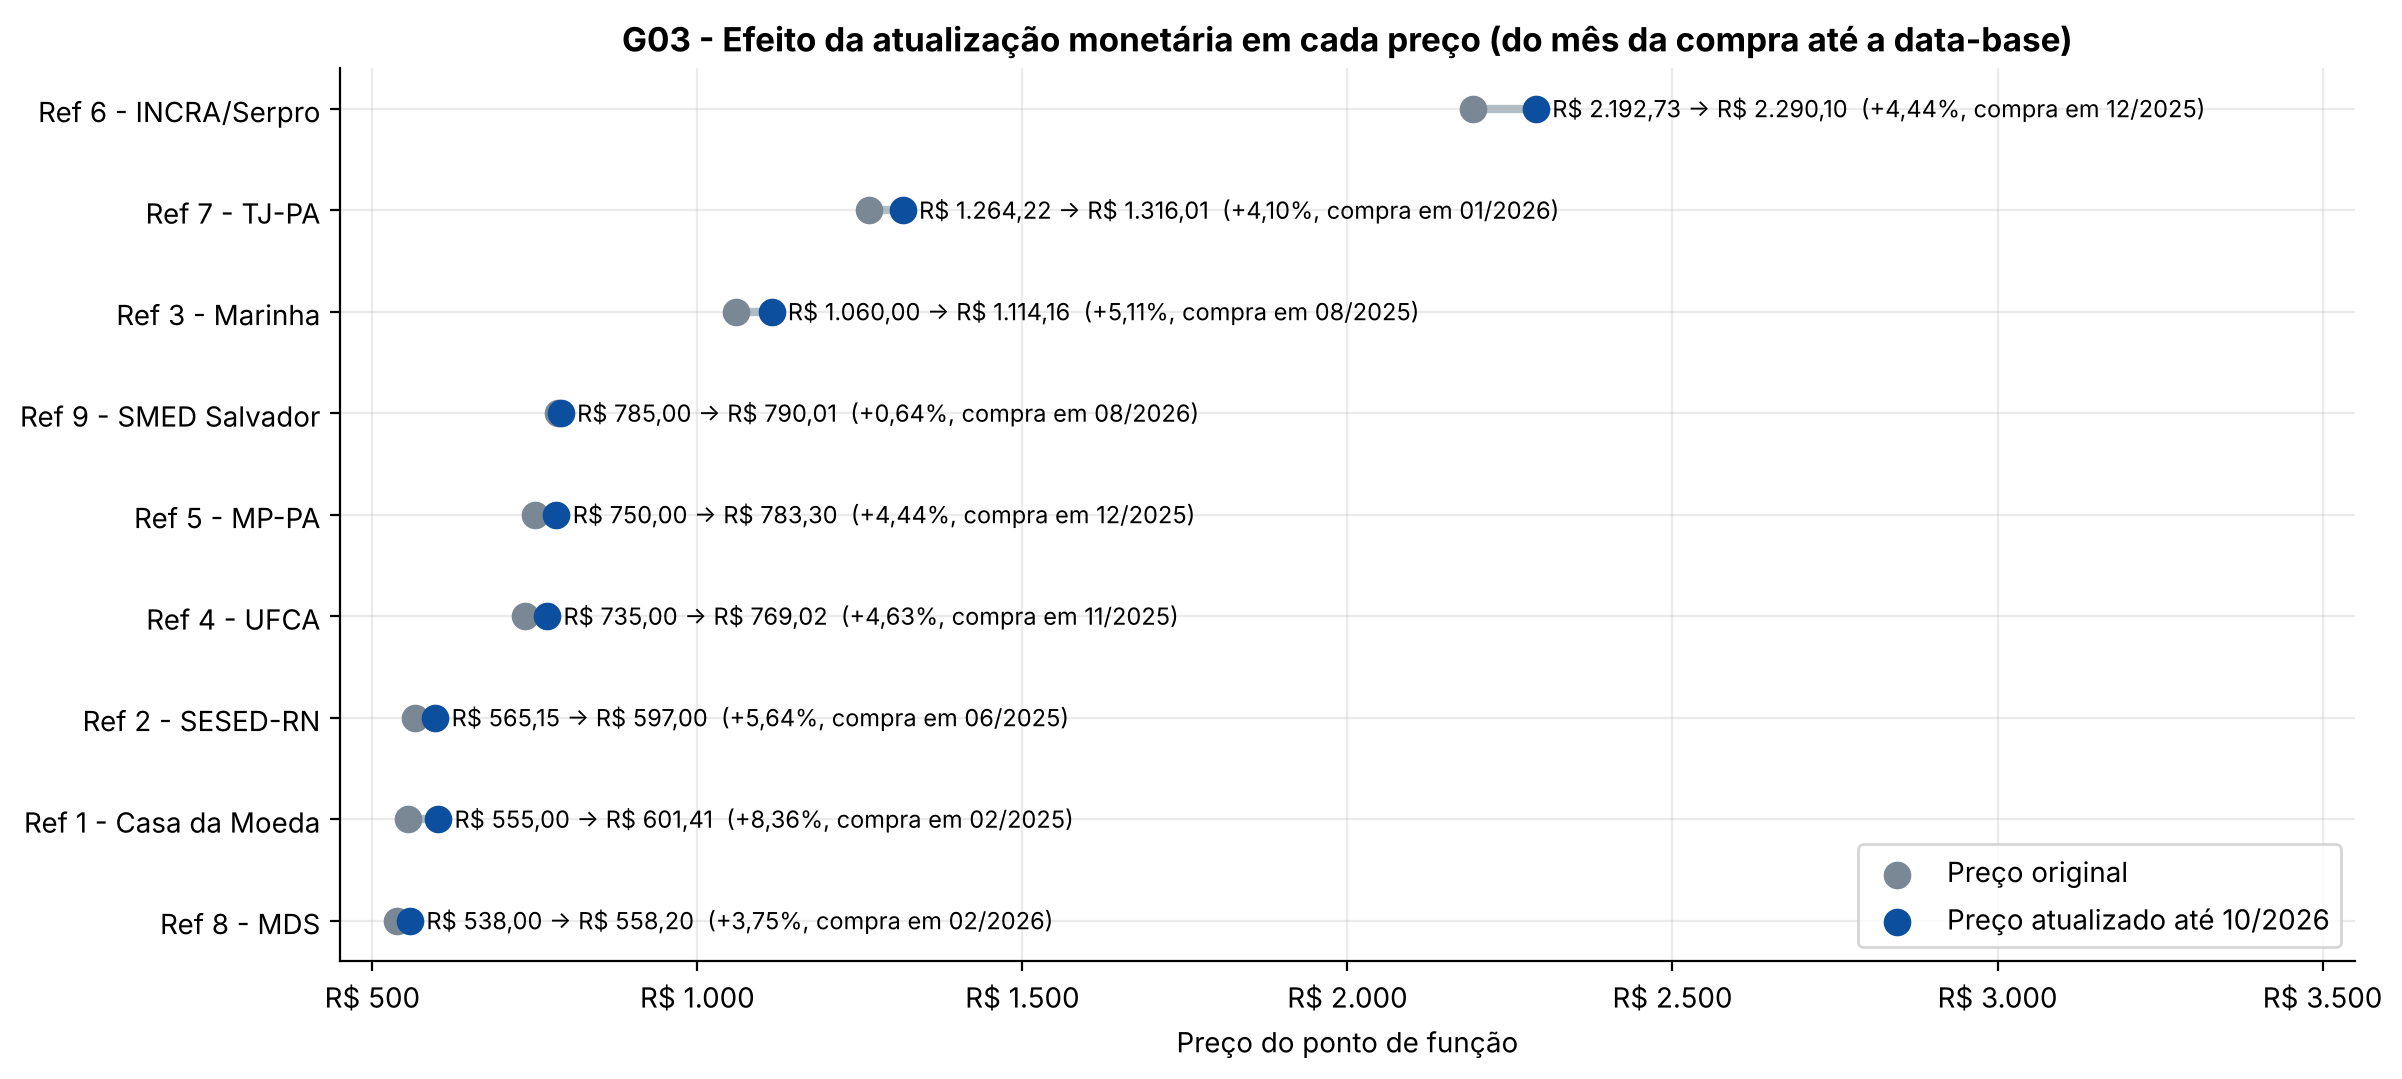 G03 - Efeito da atualização monetária em cada preço (do mês da compra até a data-base)
Ref 6 - INCRA/Serpro
R$ 2.192,73 → R$ 2.290,10 (+4,44%, compra em 12/2025)
Ref 7 - TJ-PA
R$ 1.264,22 → R$ 1.316,01 (+4,10%, compra em 01/2026)
Ref 3 - Marinha
R$ 1.060,00 → R$ 1.114,16 (+5,11%, compra em 08/2025)
Ref 9 - SMED Salvador
R$ 785,00 → R$ 790,01 (+0,64%, compra em 08/2026)
Ref 5 - MP-PA
R$ 750,00 → R$ 783,30 (+4,44%, compra em 12/2025)
Ref 4 - UFCA
R$ 735,00 → R$ 769,02 (+4,63%, compra em 11/2025)
Ref 2 - SESED-RN
R$ 565,15 → R$ 597,00 (+5,64%, compra em 06/2025)
Ref 1 - Casa da Moeda
R$ 555,00 → R$ 601,41 (+8,36%, compra em 02/2025)
Ref 8 - MDS
R$ 538,00 → R$ 558,20 (+3,75%, compra em 02/2026)
Preço original
Preço atualizado até 10/2026
R$ 500
R$ 1.000
R$ 1.500
R$ 2.000
R$ 2.500
R$ 3.000
R$ 3.500
Preço do ponto de função